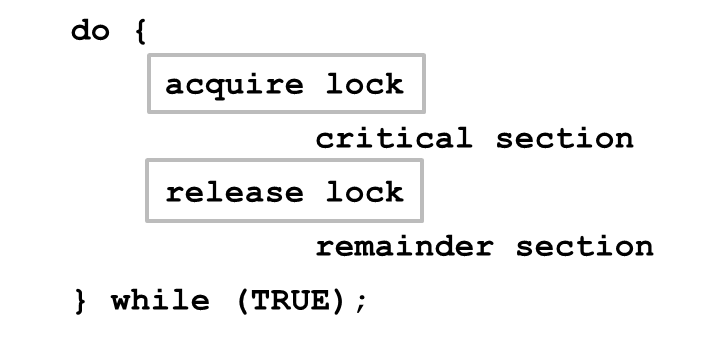 do {
acquire lock
critical section
release lock
remainder section
} while (TRUE);